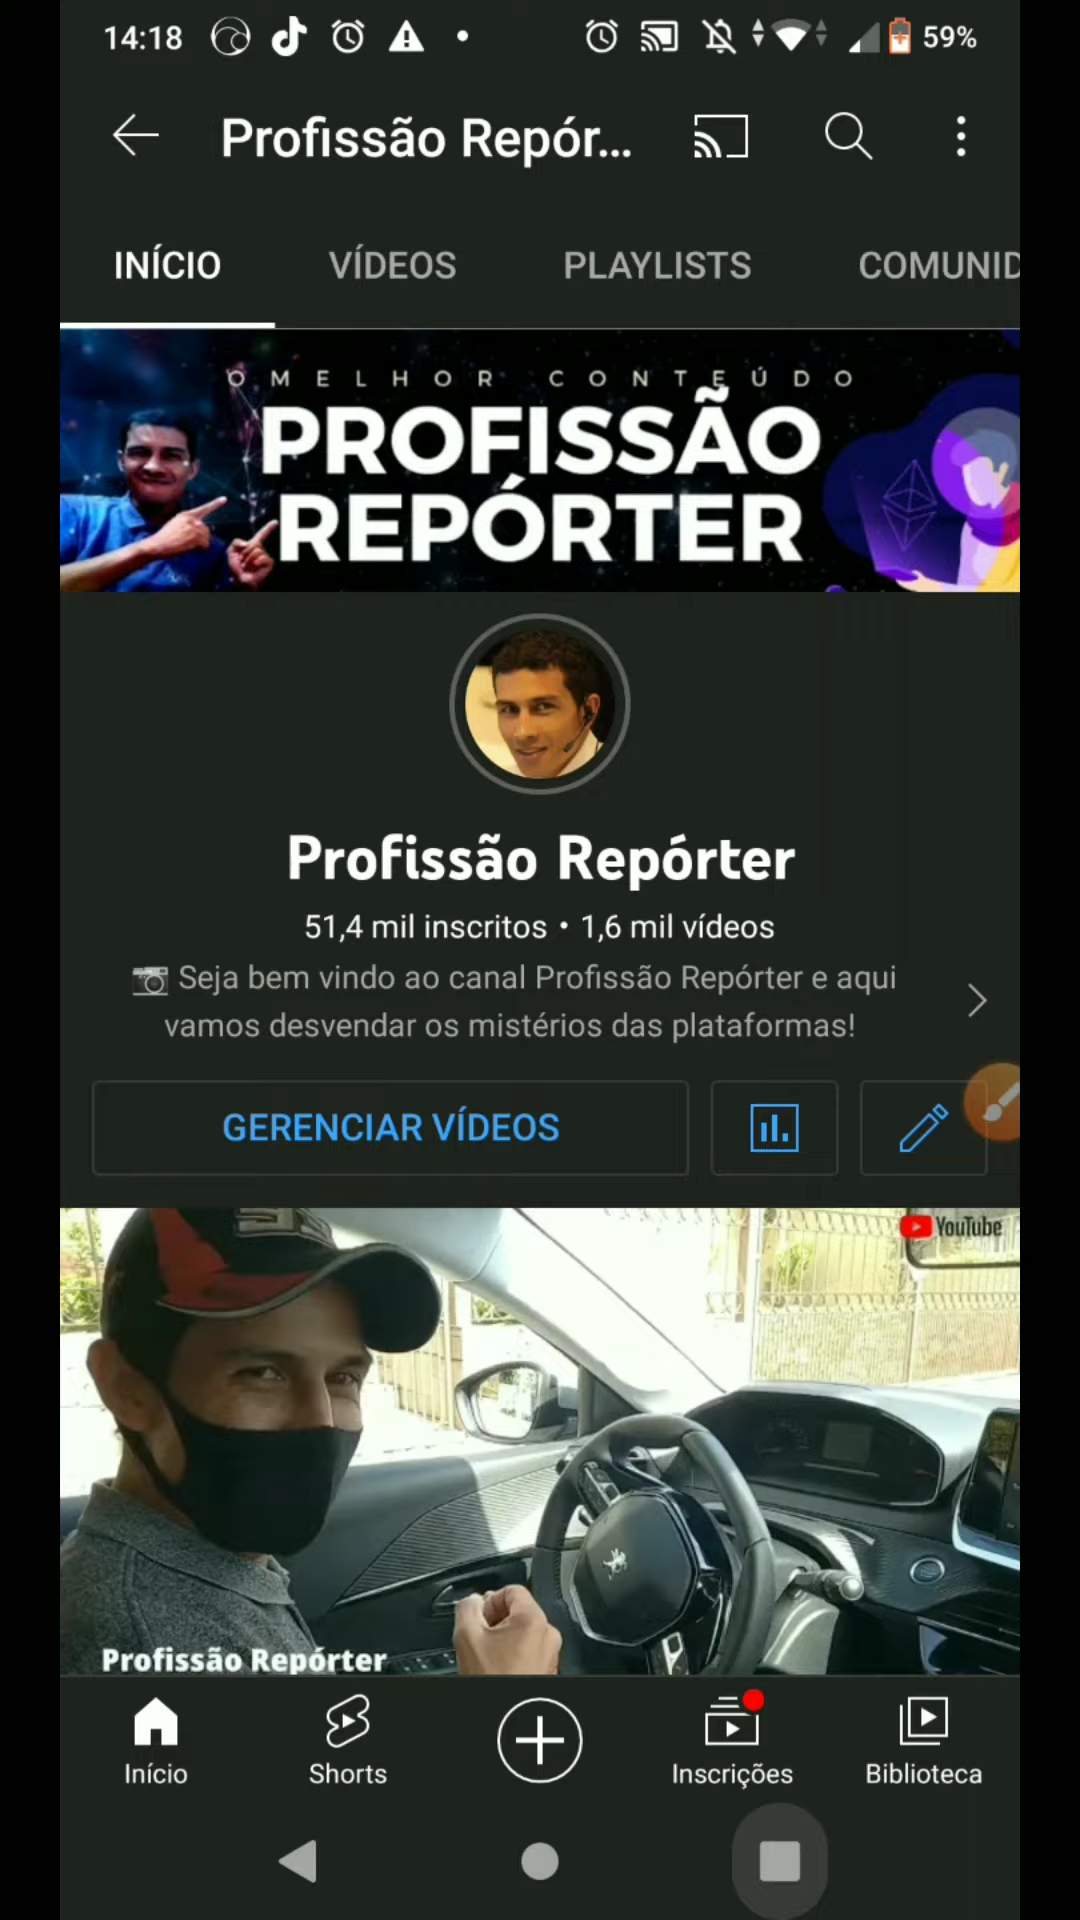 14:18
59%
Profissão Repór...
INÍCIO
VÍDEOS
PLAYLISTS
COMUNID
O MELHOR CONTEÚDO
PROFISSÃO
REPÓRTER
Profissão Repórter
51,4 mil inscritos • 1,6 mil vídeos
📷 Seja bem vindo ao canal Profissão Repórter e aqui
vamos desvendar os mistérios das plataformas!
GERENCIAR VÍDEOS
YouTube
Profissão Repórter
Início
Shorts
Inscrições
Biblioteca